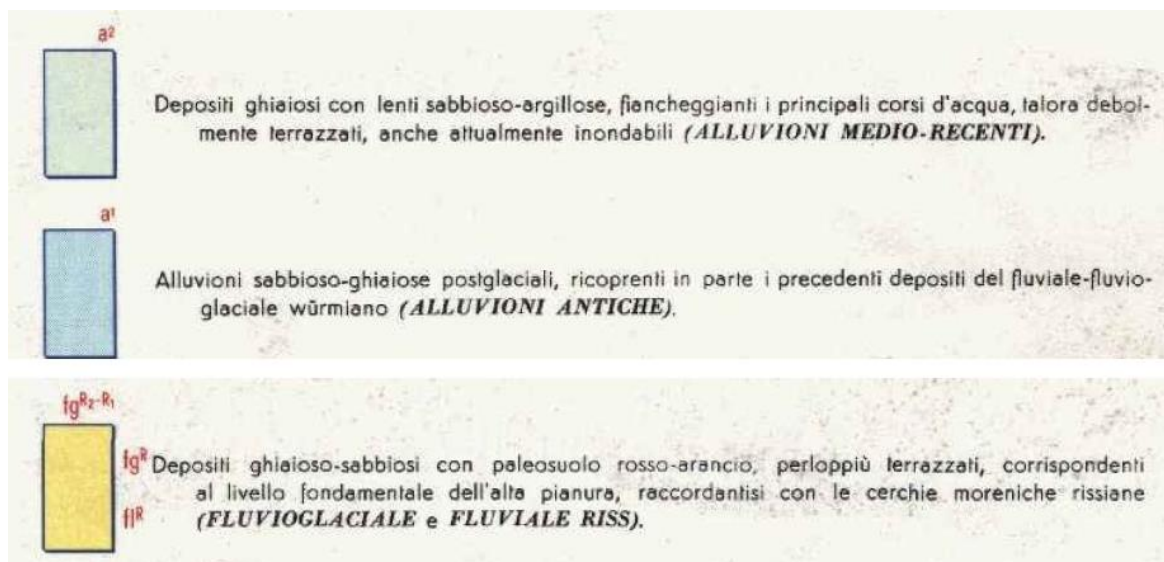 a²
Depositi ghiaiosi con lenti sabbioso-argillose, fiancheggianti i principali corsi d'acqua, talora debol-
mente terrazzati, anche attualmente inondabili (ALLUVIONI MEDIO-RECENTI).
a¹
Alluvioni sabbioso-ghiaiose postglaciali, ricoprenti in parte i precedenti depositi del fluviale-fluvio-
glaciale würmiano (ALLUVIONI ANTICHE).
fgR₂-R₁
fgR Depositi ghiaioso-sabbiosi con paleosuolo rosso-arancio, perloppiù terrazzati, corrispondenti
al livello fondamentale dell'alta pianura, raccordantisi con le cerchie moreniche rissiane
flR (FLUVIOGLACIALE e FLUVIALE RISS).